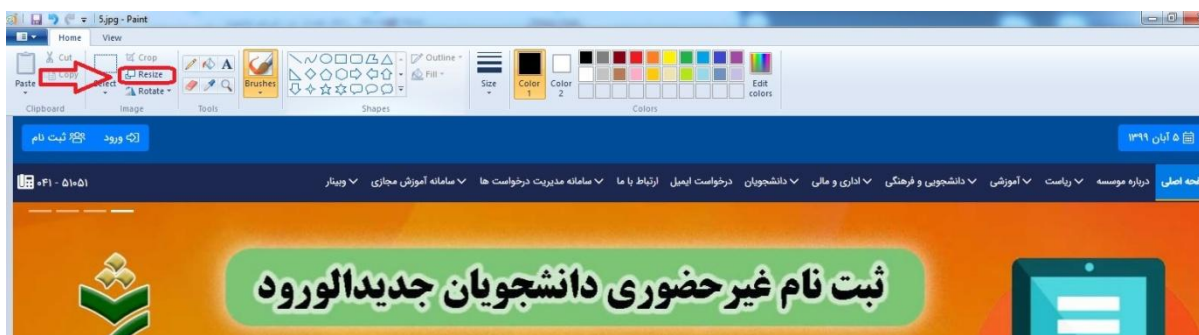 5.jpg - Paint
Home View
Cut
Copy
Paste
Clipboard
Select
Crop
Resize
Rotate
Image
Tools
Brushes
Shapes
Outline
Fill
Size
Color 1
Color 2
Edit colors
Colors
۵ آبان ۱۳۹۹
ورود
ثبت نام
صفحه اصلی درباره موسسه ریاست آموزشی دانشجویی و فرهنگی اداری و مالی دانشجویان درخواست ایمیل ارتباط با ما سامانه مدیریت درخواست ها سامانه آموزش مجازی وبینار
۰۴۱ - ۵۱۰۵۱
ثبت نام غیرحضوری دانشجویان جدیدالورود